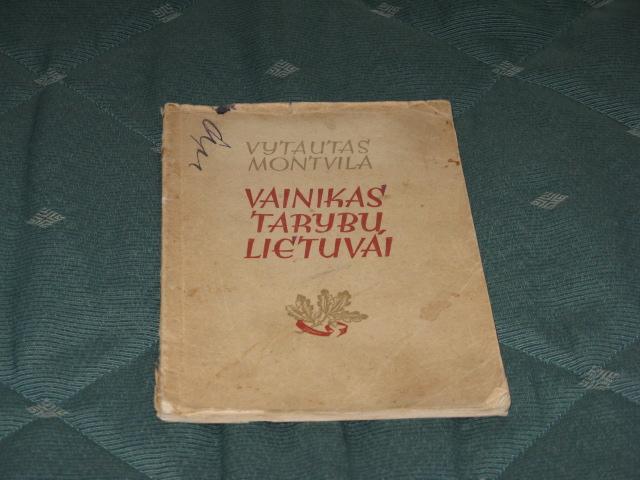 VYTAUTAS
MONTVILA
VAINIKAS
TARYBŲ
LIETUVAI